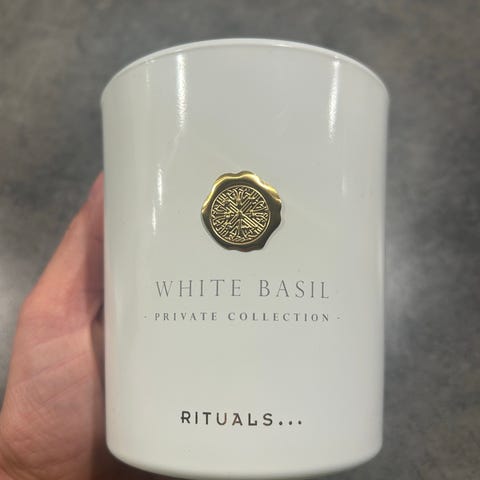 WHITE BASIL
- PRIVATE COLLECTION -
RITUALS...